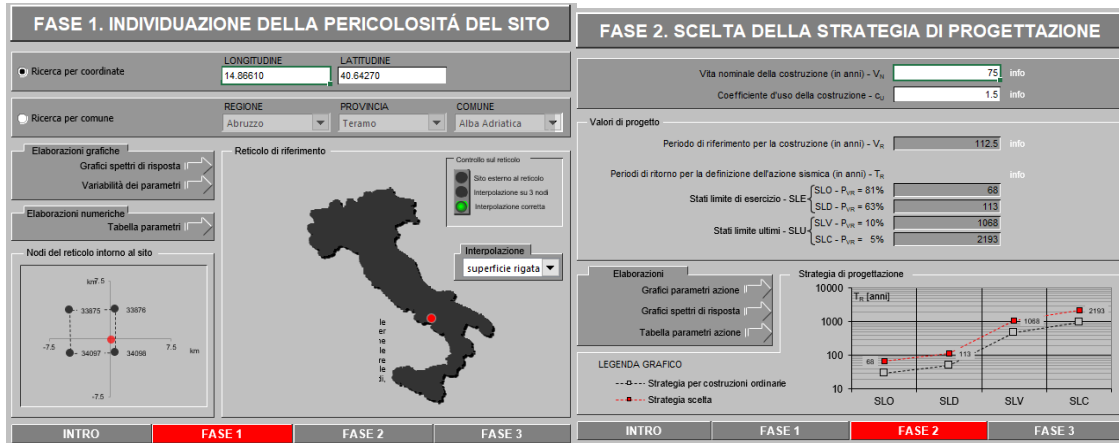 FASE 1. INDIVIDUAZIONE DELLA PERICOLOSITÁ DEL SITO
LONGITUDINE LATITUDINE
Ricerca per coordinate 14.86610 40.64270
REGIONE PROVINCIA COMUNE
Ricerca per comune Abruzzo Teramo Alba Adriatica
Elaborazioni grafiche
Grafici spettri di risposta
Variabilità dei parametri
Elaborazioni numeriche
Tabella parametri
Nodi del reticolo intorno al sito
km 7.5
33875 33876
-7.5 34097 34098 7.5 km
-7.5
Reticolo di riferimento
Controllo sul reticolo
Sito esterno al reticolo
Interpolazione su 3 nodi
Interpolazione corretta
Interpolazione
superficie rigata
le
er
ne
le
re
di,
INTRO FASE 1 FASE 2 FASE 3
FASE 2. SCELTA DELLA STRATEGIA DI PROGETTAZIONE
Vita nominale della costruzione (in anni) - VN 75 info
Coefficiente d'uso della costruzione - cU 1.5 info
Valori di progetto
Periodo di riferimento per la costruzione (in anni) - VR 112.5 info
Periodi di ritorno per la definizione dell'azione sismica (in anni) - TR info
Stati limite di esercizio - SLE
SLO - PVR = 81% 68
SLD - PVR = 63% 113
Stati limite ultimi - SLU
SLV - PVR = 10% 1068
SLC - PVR = 5% 2193
Elaborazioni
Grafici parametri azione
Grafici spettri di risposta
Tabella parametri azione
LEGENDA GRAFICO
Strategia per costruzioni ordinarie
Strategia scelta
Strategia di progettazione
TR [anni]
10000
1000
100
10
68 113 1068 2193
SLO SLD SLV SLC
INTRO FASE 1 FASE 2 FASE 3